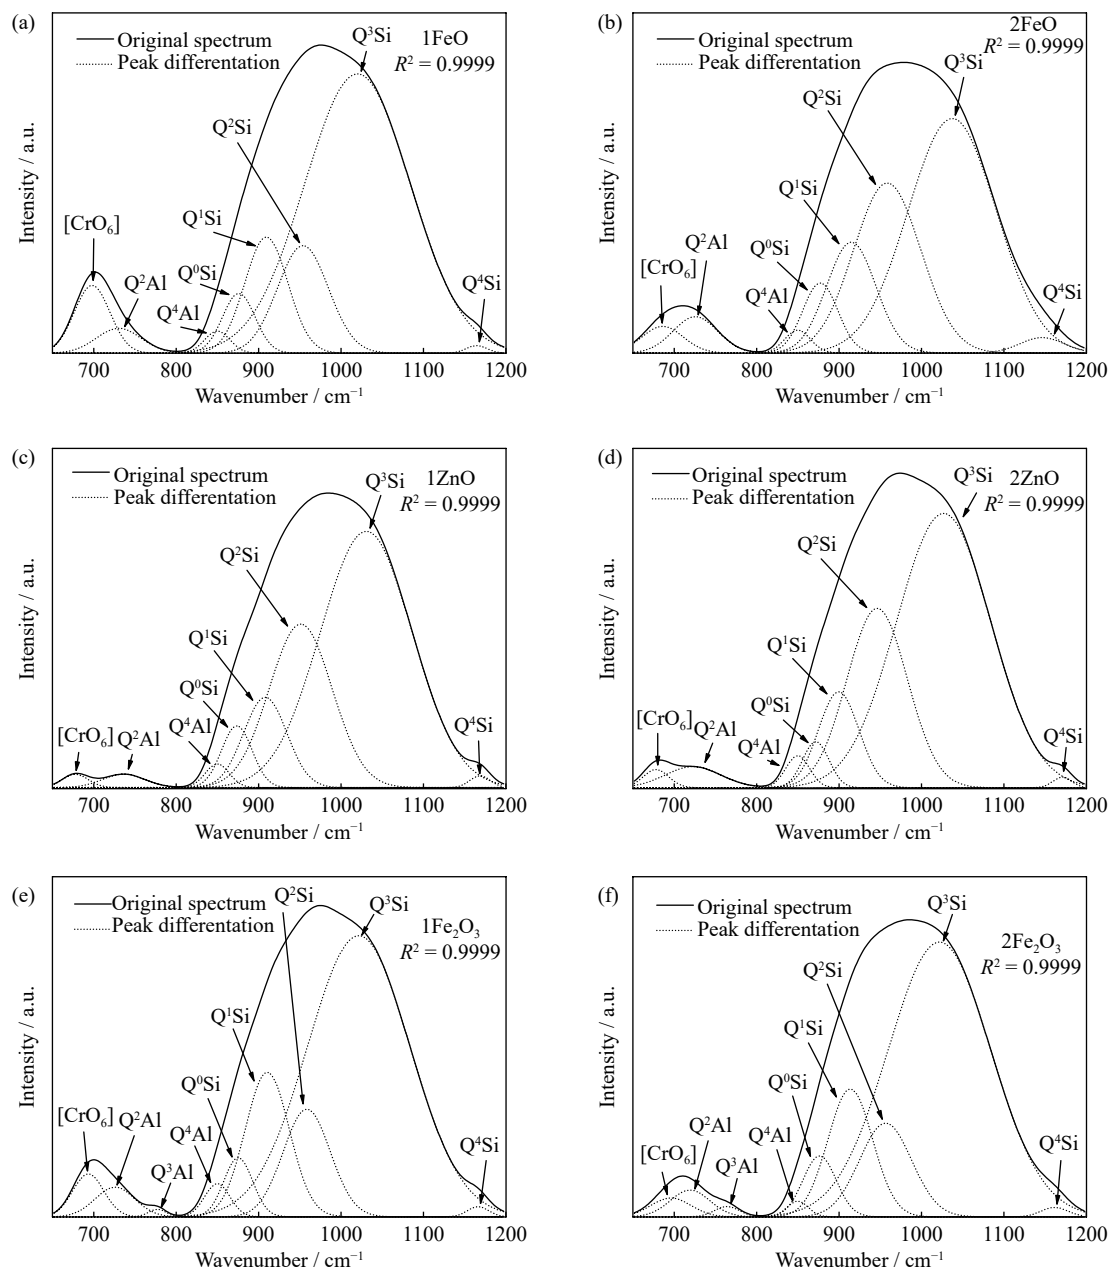 (a)
Original spectrum
Peak differentation
Q³Si
1FeO
R² = 0.9999
Q²Si
Q¹Si
[CrO₆]
Q⁰Si
Q²Al
Q⁴Al
Q⁴Si
Intensity / a.u.
700 800 900 1000 1100 1200
Wavenumber / cm⁻¹
(b)
Original spectrum
Peak differentation
2FeO
R² = 0.9999
Q³Si
Q²Si
Q¹Si
Q⁰Si
Q²Al
[CrO₆]
Q⁴Al
Q⁴Si
Intensity / a.u.
700 800 900 1000 1100 1200
Wavenumber / cm⁻¹
(c)
Original spectrum
Peak differentation
Q³Si
1ZnO
R² = 0.9999
Q²Si
Q¹Si
Q⁰Si
Q⁴Al
[CrO₆]
Q²Al
Q⁴Si
Intensity / a.u.
700 800 900 1000 1100 1200
Wavenumber / cm⁻¹
(d)
Original spectrum
Peak differentation
Q³Si
2ZnO
R² = 0.9999
Q²Si
Q¹Si
Q⁰Si
[CrO₆]
Q²Al
Q⁴Al
Q⁴Si
Intensity / a.u.
700 800 900 1000 1100 1200
Wavenumber / cm⁻¹
(e)
Original spectrum
Peak differentation
Q²Si
Q³Si
1Fe₂O₃
R² = 0.9999
Q¹Si
Q⁰Si
[CrO₆]
Q²Al
Q⁴Al
Q³Al
Q⁴Si
Intensity / a.u.
700 800 900 1000 1100 1200
Wavenumber / cm⁻¹
(f)
Original spectrum
Peak differentation
Q³Si
2Fe₂O₃
R² = 0.9999
Q²Si
Q¹Si
Q⁰Si
Q²Al
Q⁴Al
[CrO₆]
Q³Al
Q⁴Si
Intensity / a.u.
700 800 900 1000 1100 1200
Wavenumber / cm⁻¹